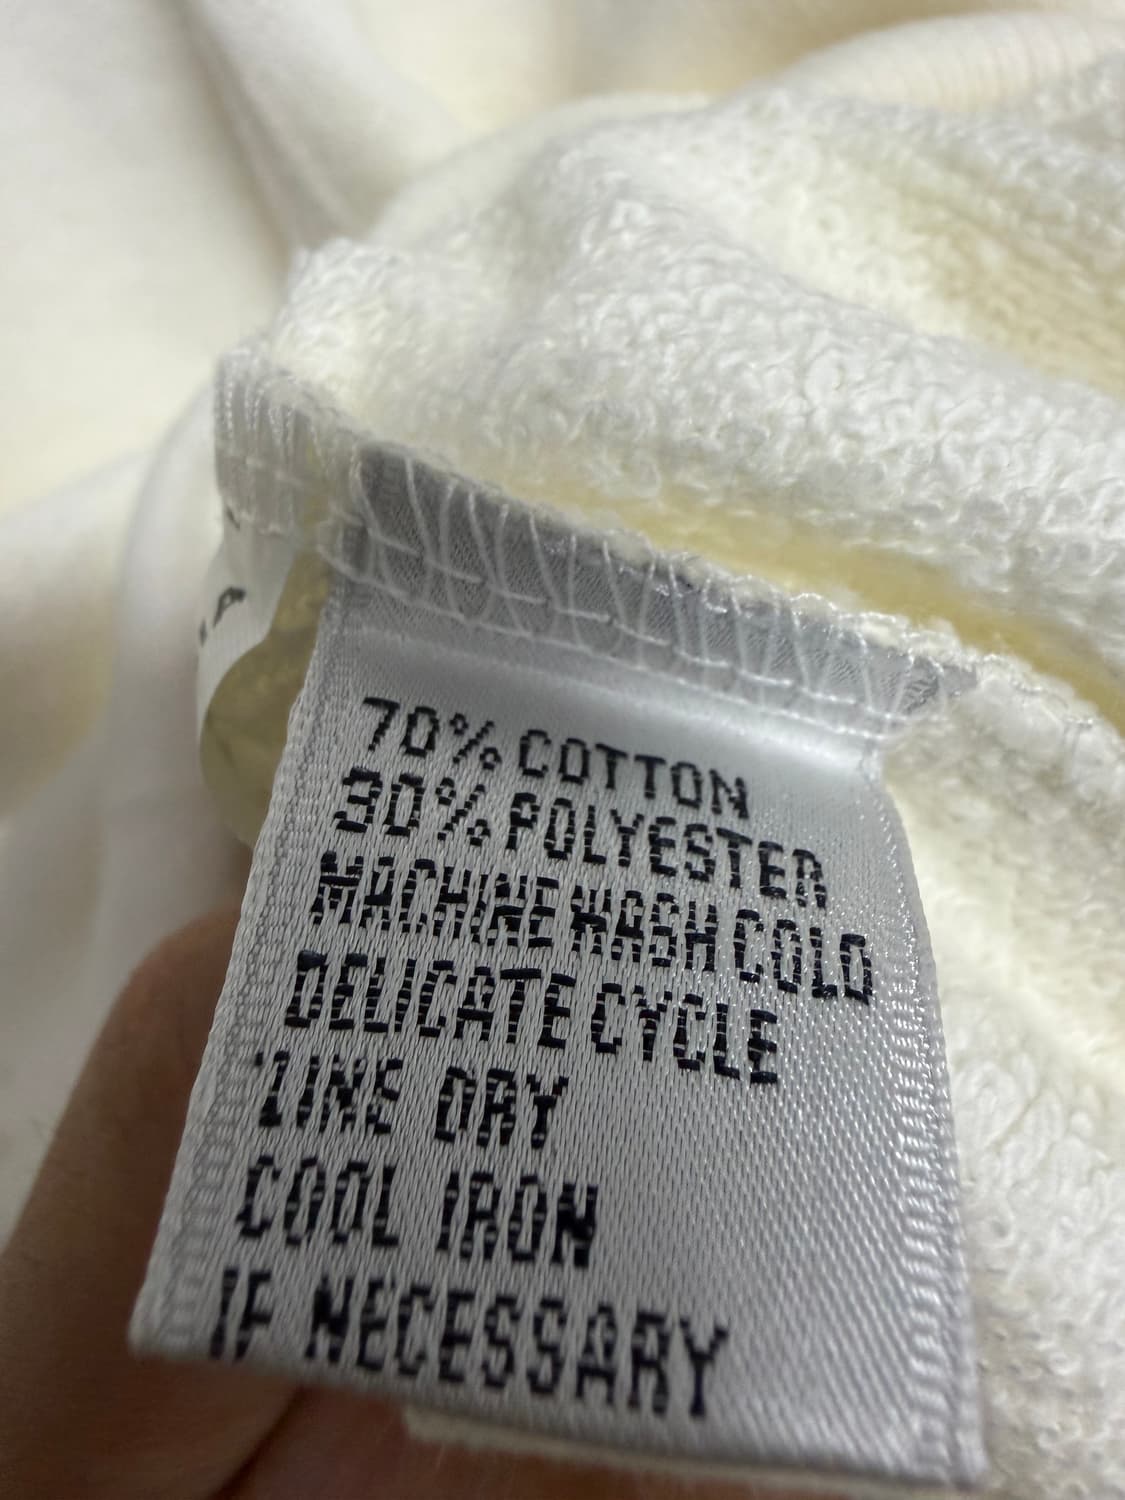 70% COTTON
30% POLYESTER
MACHINE WASH COLD
DELICATE CYCLE
LINE DRY
COOL IRON
IF NECESSARY